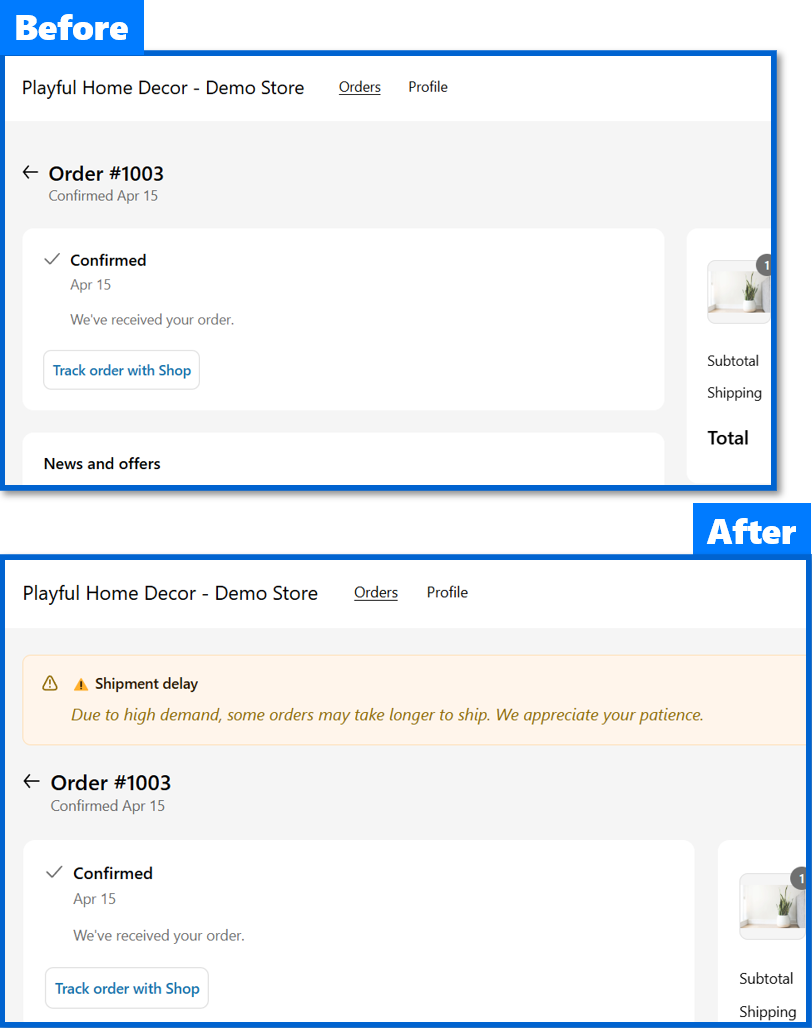 Before
Playful Home Decor - Demo Store Orders Profile
Order #1003
Confirmed Apr 15
Confirmed
Apr 15
We've received your order.
Track order with Shop
News and offers
1
Subtotal
Shipping
Total
After
Playful Home Decor - Demo Store Orders Profile
⚠️ Shipment delay
Due to high demand, some orders may take longer to ship. We appreciate your patience.
Order #1003
Confirmed Apr 15
Confirmed
Apr 15
We've received your order.
Track order with Shop
1
Subtotal
Shipping